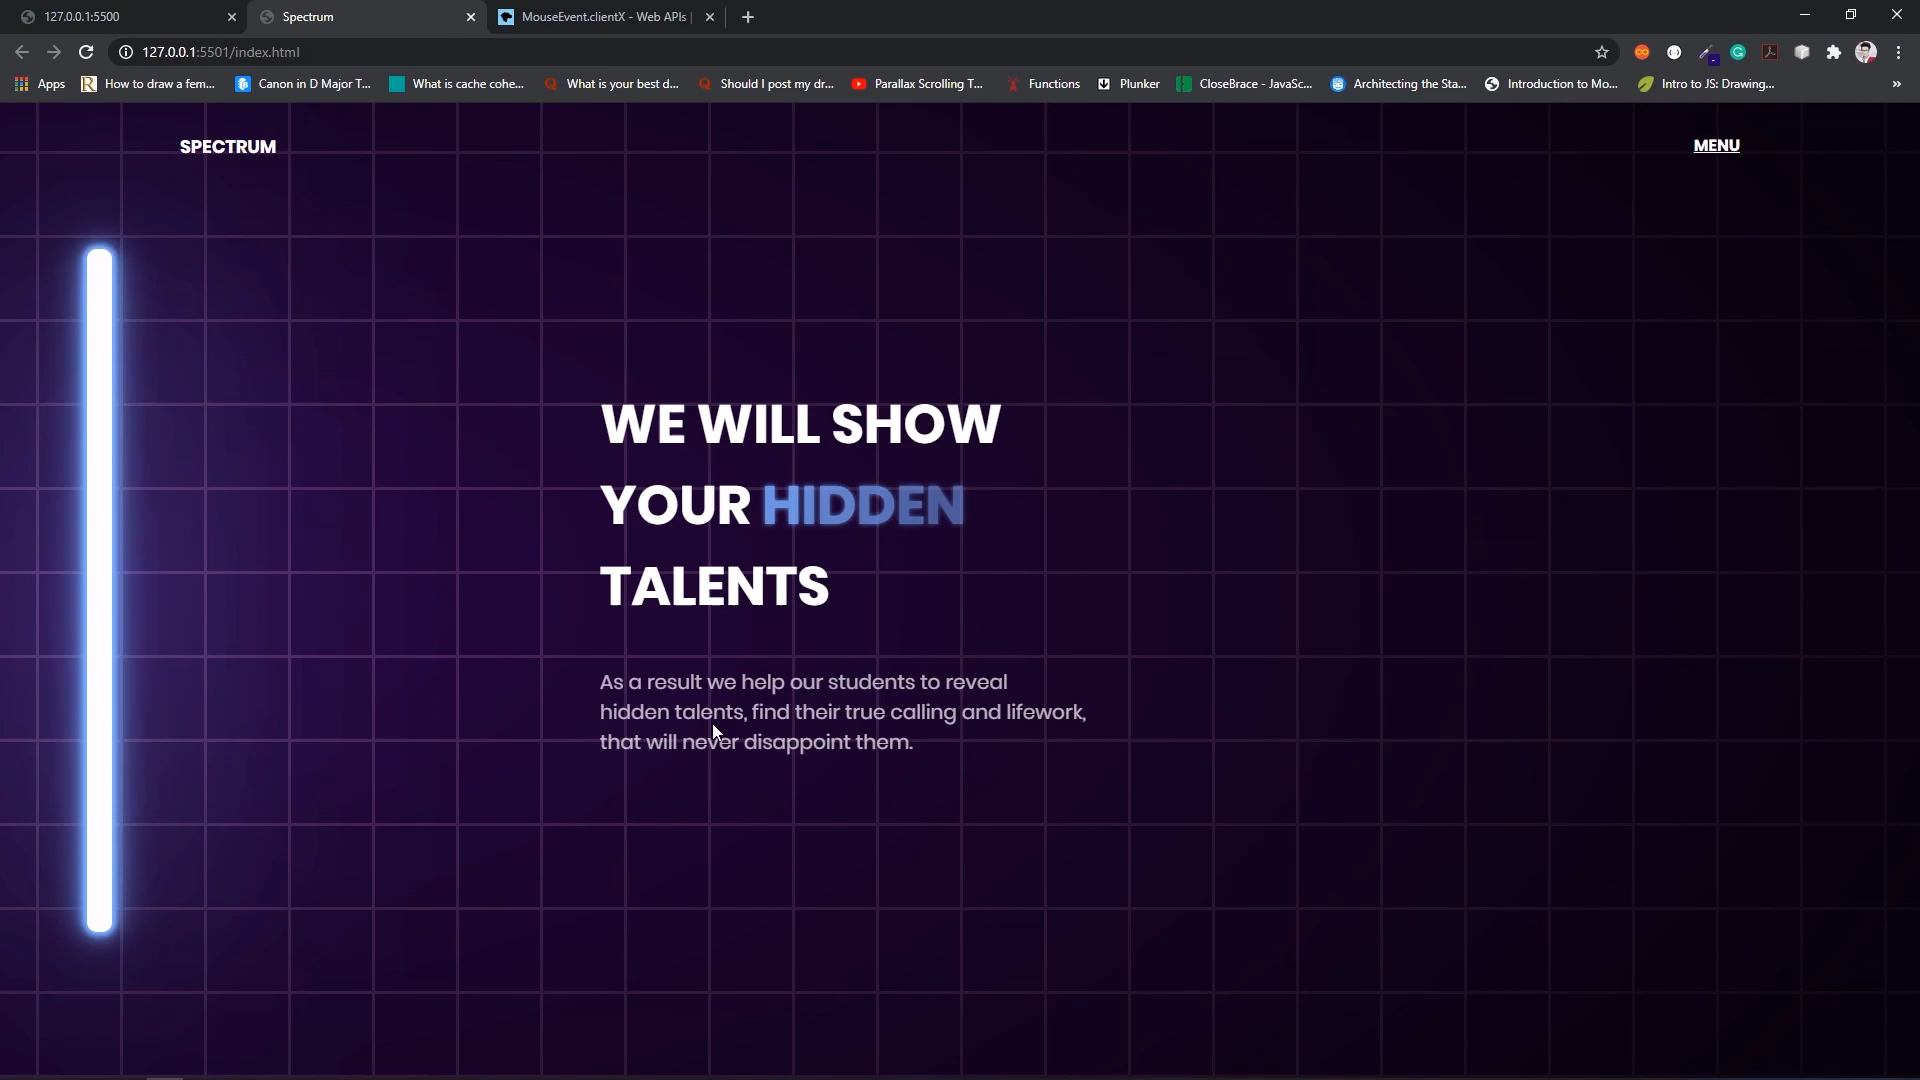 127.0.0.1:5500
Spectrum
MouseEvent.clientX - Web APIs |
127.0.0.1:5501/index.html
Apps
How to draw a fem...
Canon in D Major T...
What is cache cohe...
What is your best d...
Should I post my dr...
Parallax Scrolling T...
Functions
Plunker
CloseBrace - JavaSc...
Architecting the Sta...
Introduction to Mo...
Intro to JS: Drawing...
SPECTRUM
MENU
WE WILL SHOW
YOUR HIDDEN
TALENTS
As a result we help our students to reveal
hidden talents, find their true calling and lifework,
that will never disappoint them.